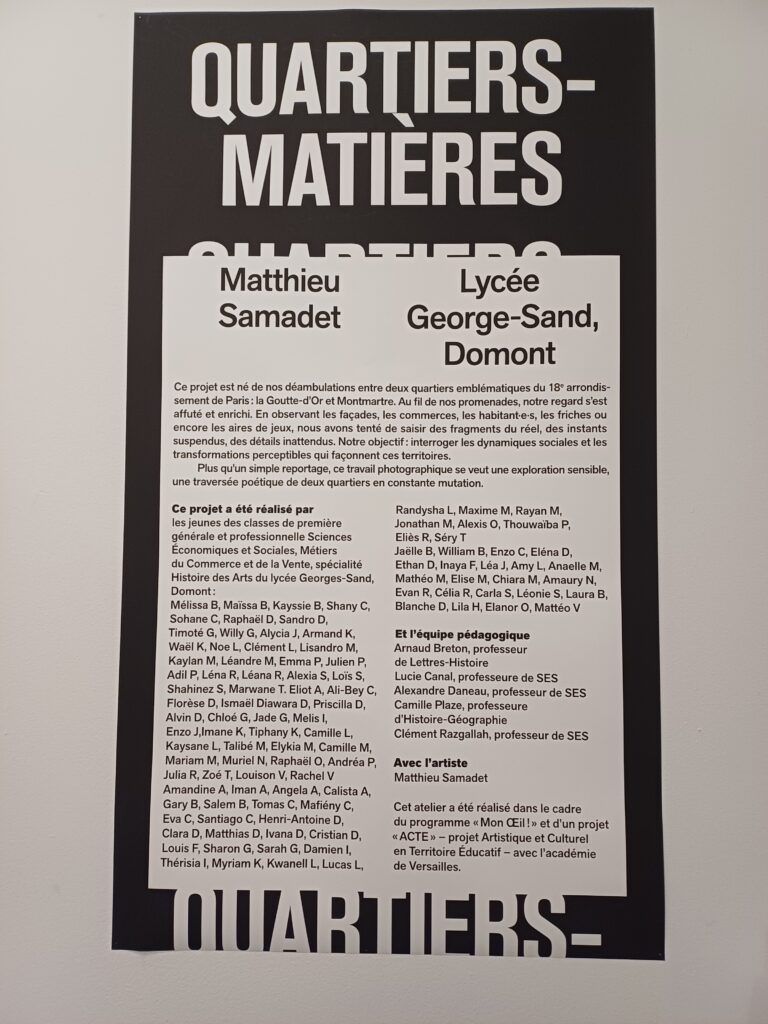 QUARTIERS-
MATIÈRES
QUARTIERS
Matthieu
Samadet
Lycée
George-Sand,
Domont
Ce projet est né de nos déambulations entre deux quartiers emblématiques du 18e arrondis-
sement de Paris : la Goutte-d'Or et Montmartre. Au fil de nos promenades, notre regard s'est
affuté et enrichi. En observant les façades, les commerces, les habitant·e·s, les friches ou
encore les aires de jeux, nous avons tenté de saisir des fragments du réel, des instants
suspendus, des détails inattendus. Notre objectif : interroger les dynamiques sociales et les
transformations perceptibles qui façonnent ces territoires.
Plus qu'un simple reportage, ce travail photographique se veut une exploration sensible,
une traversée poétique de deux quartiers en constante mutation.
Ce projet a été réalisé par
les jeunes des classes de première
générale et professionnelle Sciences
Économiques et Sociales, Métiers
du Commerce et de la Vente, spécialité
Histoire des Arts du lycée Georges-Sand,
Domont :
Mélissa B, Maïssa B, Kayssie B, Shany C,
Sohane C, Raphaël D, Sandro D,
Timoté G, Willy G, Alycia J, Armand K,
Waël K, Noe L, Clément L, Lisandro M,
Kaylan M, Léandre M, Emma P, Julien P,
Adil P, Léna R, Léana R, Alexia S, Loïs S,
Shahinez S, Marwane T. Eliot A, Ali-Bey C,
Florèse D, Ismaël Diawara D, Priscilla D,
Alvin D, Chloé G, Jade G, Melis I,
Enzo J,Imane K, Tiphany K, Camille L,
Kaysane L, Talibé M, Elykia M, Camille M,
Mariam M, Muriel N, Raphaël O, Andréa P,
Julia R, Zoé T, Louison V, Rachel V
Amandine A, Iman A, Angela A, Calista A,
Gary B, Salem B, Tomas C, Mafiény C,
Eva C, Santiago C, Henri-Antoine D,
Clara D, Matthias D, Ivana D, Cristian D,
Louis F, Sharon G, Sarah G, Damien I,
Thérisia I, Myriam K, Kwanell L, Lucas L,
Randysha L, Maxime M, Rayan M,
Jonathan M, Alexis O, Thouwaïba P,
Eliès R, Séry T
Jaëlle B, William B, Enzo C, Eléna D,
Ethan D, Inaya F, Léa J, Amy L, Anaelle M,
Mathéo M, Elise M, Chiara M, Amaury N,
Evan R, Célia R, Carla S, Léonie S, Laura B,
Blanche D, Lila H, Elanor O, Mattéo V
Et l'équipe pédagogique
Arnaud Breton, professeur
de Lettres-Histoire
Lucie Canal, professeure de SES
Alexandre Daneau, professeur de SES
Camille Plaze, professeure
d'Histoire-Géographie
Clément Razgallah, professeur de SES
Avec l'artiste
Matthieu Samadet
Cet atelier a été réalisé dans le cadre
du programme « Mon Œil ! » et d'un projet
« ACTE » – projet Artistique et Culturel
en Territoire Éducatif – avec l'académie
de Versailles.
QUARTIERS-